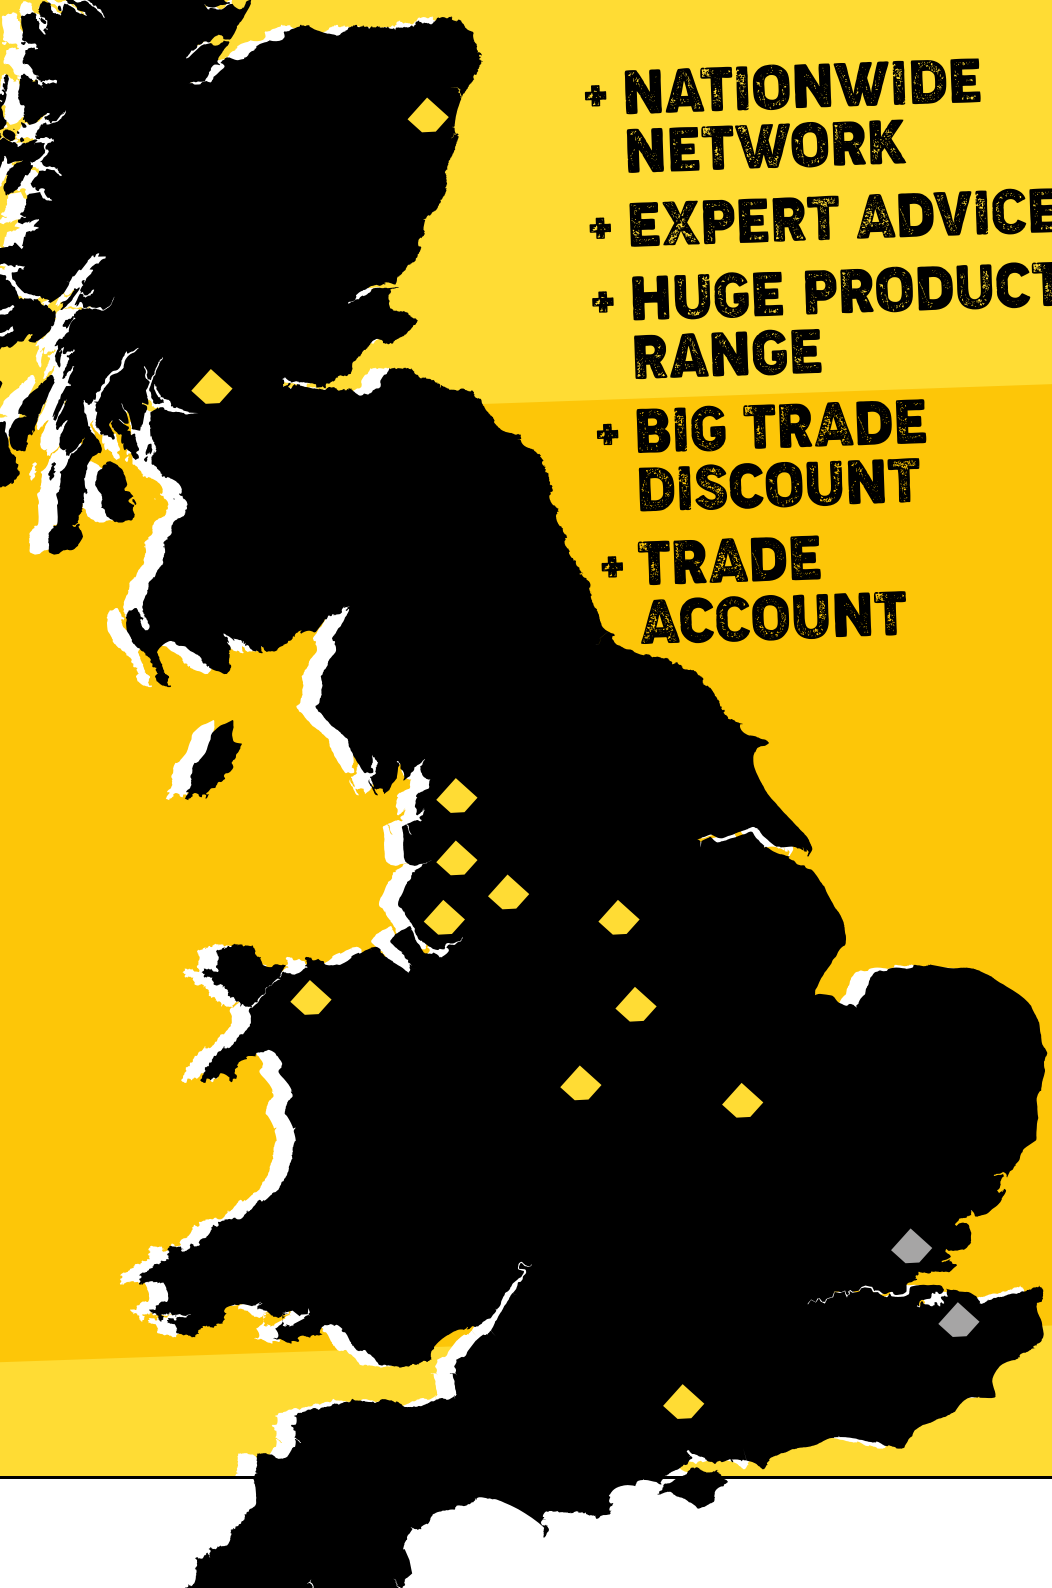 + NATIONWIDE
NETWORK
+ EXPERT ADVICE
+ HUGE PRODUCT
RANGE
+ BIG TRADE
DISCOUNT
+ TRADE
ACCOUNT